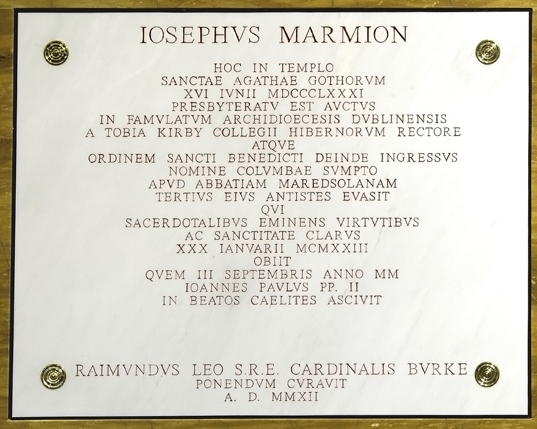 IOSEPHVS MARMION
HOC IN TEMPLO
SANCTAE AGATHAE GOTHORVM
XVI IVNII MDCCCLXXXI
PRESBYTERATV EST AVCTVS
IN FAMVLATVM ARCHIDIOECESIS DVBLINENSIS
A TOBIA KIRBY COLLEGII HIBERNORVM RECTORE
ATQVE
ORDINEM SANCTI BENEDICTI DEINDE INGRESSVS
NOMINE COLVMBAE SVMPTO
APVD ABBATIAM MAREDSOLANAM
TERTIVS EIVS ANTISTES EVASIT
QVI
SACERDOTALIBVS EMINENS VIRTVTIBVS
AC SANCTITATE CLARVS
XXX IANVARII MCMXXIII
OBIIT
QVEM III SEPTEMBRIS ANNO MM
IOANNES PAVLVS PP. II
IN BEATOS CAELITES ASCIVIT
RAIMVNDVS LEO S.R.E. CARDINALIS BVRKE
PONENDVM CVRAVIT
A. D. MMXII